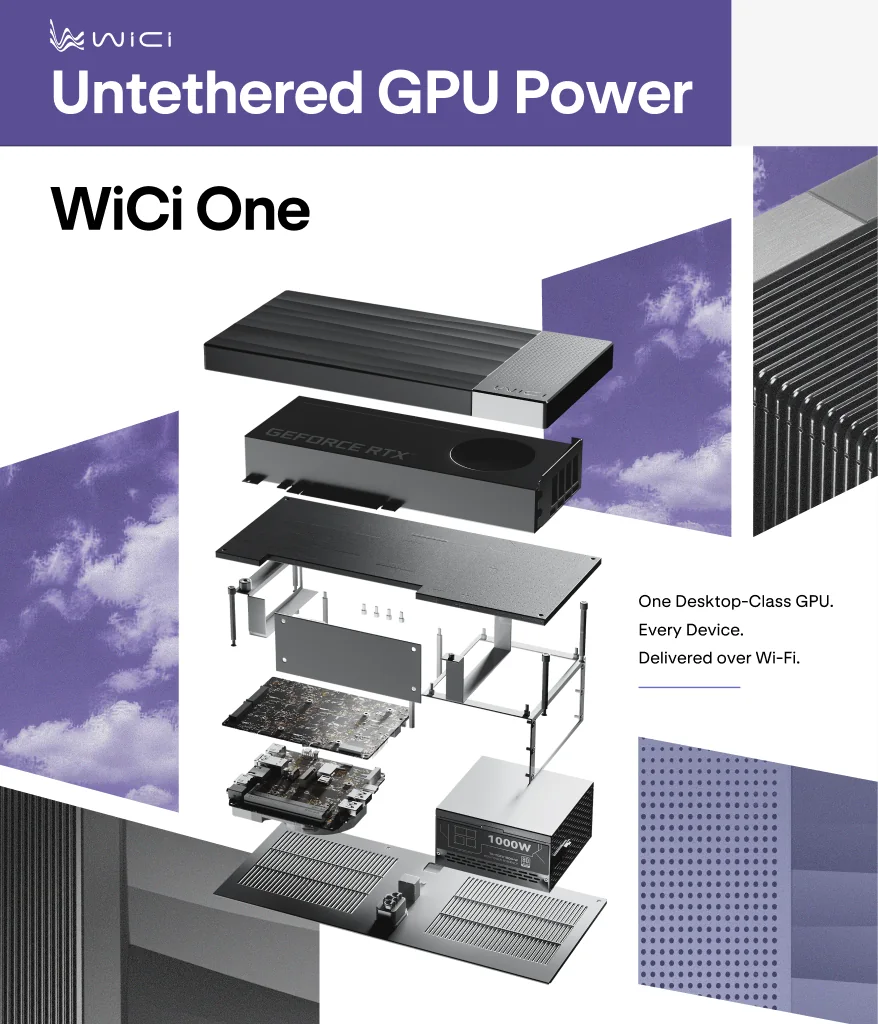 WiCi
Untethered GPU Power
WiCi One
WiCi
GEFORCE RTX
One Desktop-Class GPU.
Every Device.
Delivered over Wi-Fi.
1000W